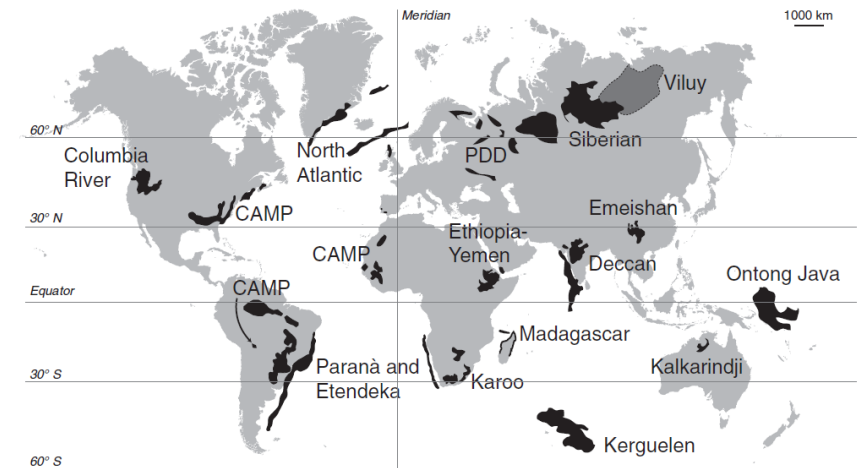 Meridian
1000 km
Viluy
60° N
Siberian
North
Atlantic
PDD
Columbia
River
CAMP
Emeishan
30° N
Ethiopia-
Yemen
CAMP
Deccan
Ontong Java
CAMP
Equator
Madagascar
Paranà and
Etendeka
Karoo
Kalkarindji
30° S
Kerguelen
60° S